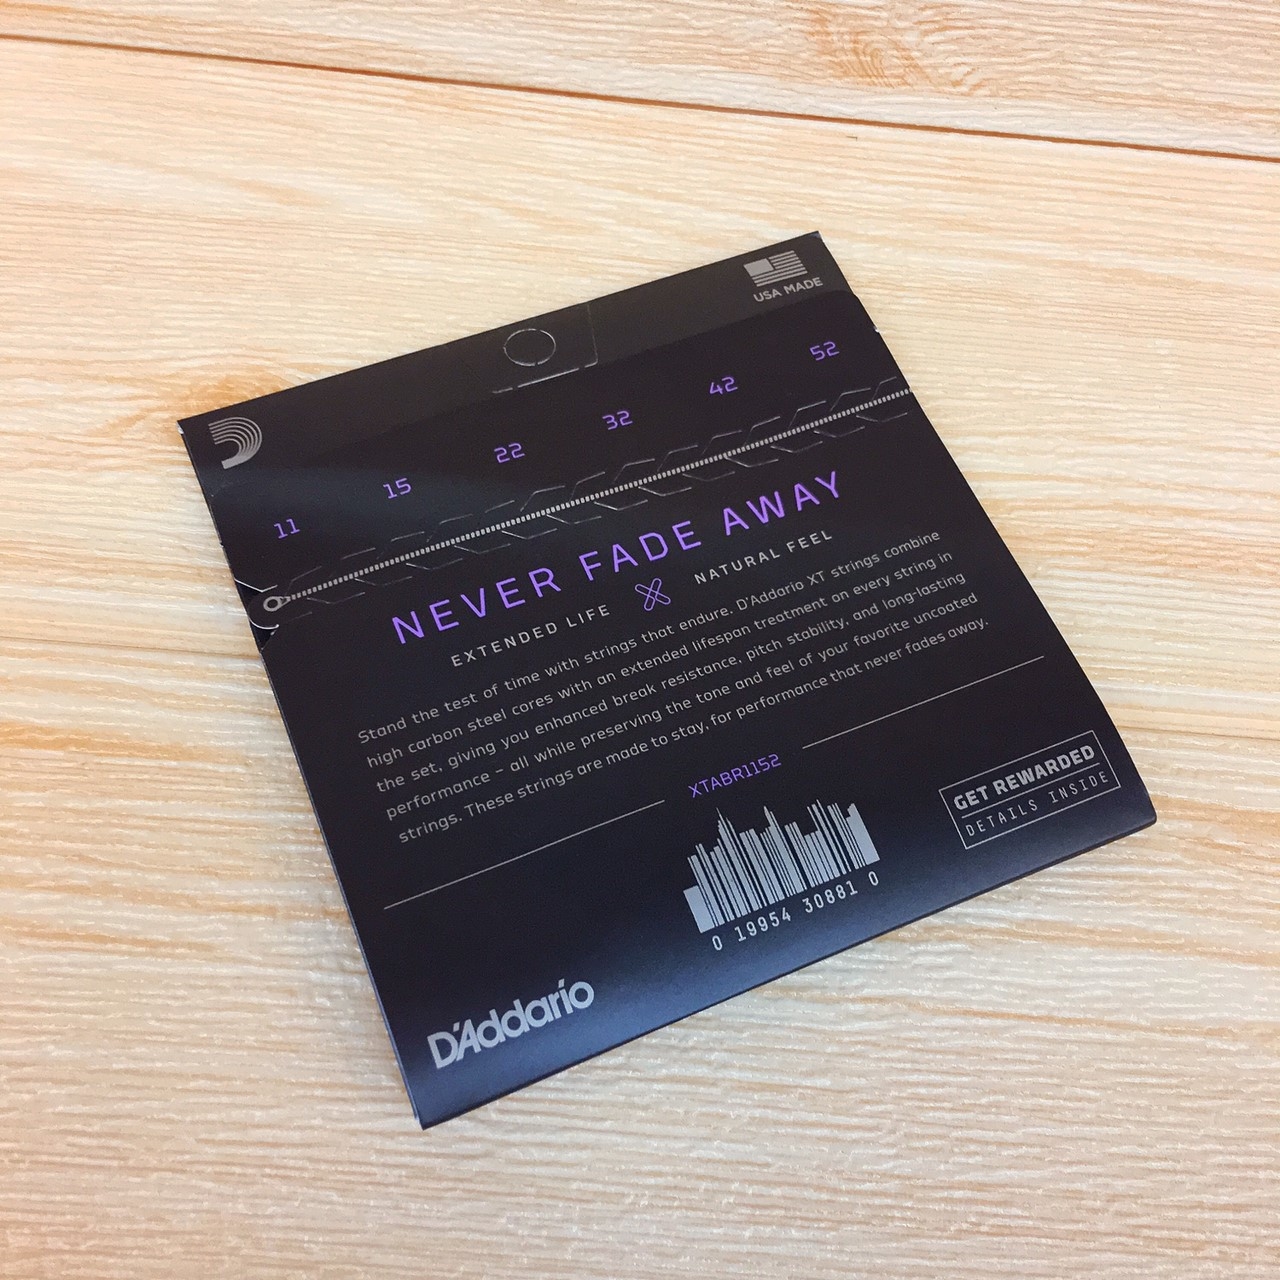 USA MADE
11 15 22 32 42 52
NEVER FADE AWAY
EXTENDED LIFE NATURAL FEEL
Stand the test of time with strings that endure. D'Addario XT strings combine
high carbon steel cores with an extended lifespan treatment on every string in
the set, giving you enhanced break resistance, pitch stability, and long-lasting
performance – all while preserving the tone and feel of your favorite uncoated
strings. These strings are made to stay, for performance that never fades away.
XTABR1152
0 19954 30881 0
GET REWARDED
DETAILS INSIDE
D'Addario